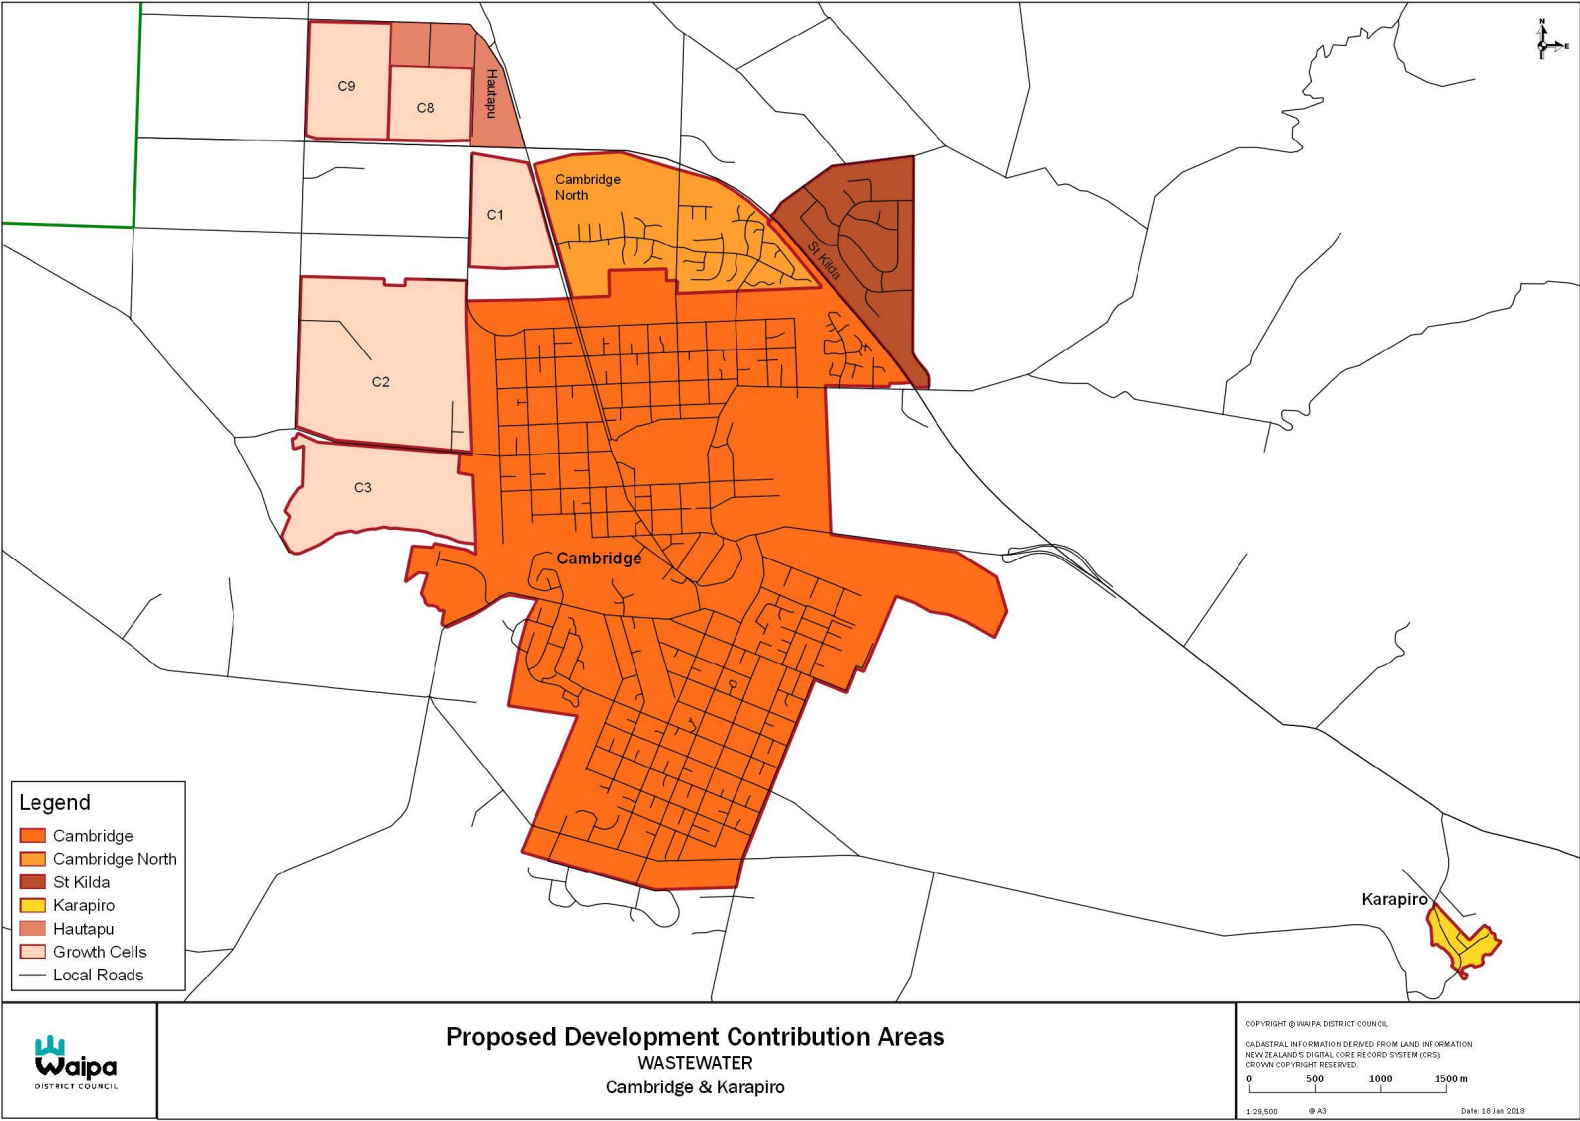 N
E
C9
C8
Hautapu
Cambridge
North
C1
St Kilda
C2
C3
Cambridge
Karapiro
Legend
Cambridge
Cambridge North
St Kilda
Karapiro
Hautapu
Growth Cells
Local Roads
Waipa
DISTRICT COUNCIL
Proposed Development Contribution Areas
WASTEWATER
Cambridge & Karapiro
COPYRIGHT © WAIPA DISTRICT COUNCIL
CADASTRAL INFORMATION DERIVED FROM LAND INFORMATION
NEW ZEALAND'S DIGITAL CORE RECORD SYSTEM (CRS).
CROWN COPYRIGHT RESERVED.
0 500 1000 1500 m
1:29,500 @ A3 Date: 18 Jan 2018